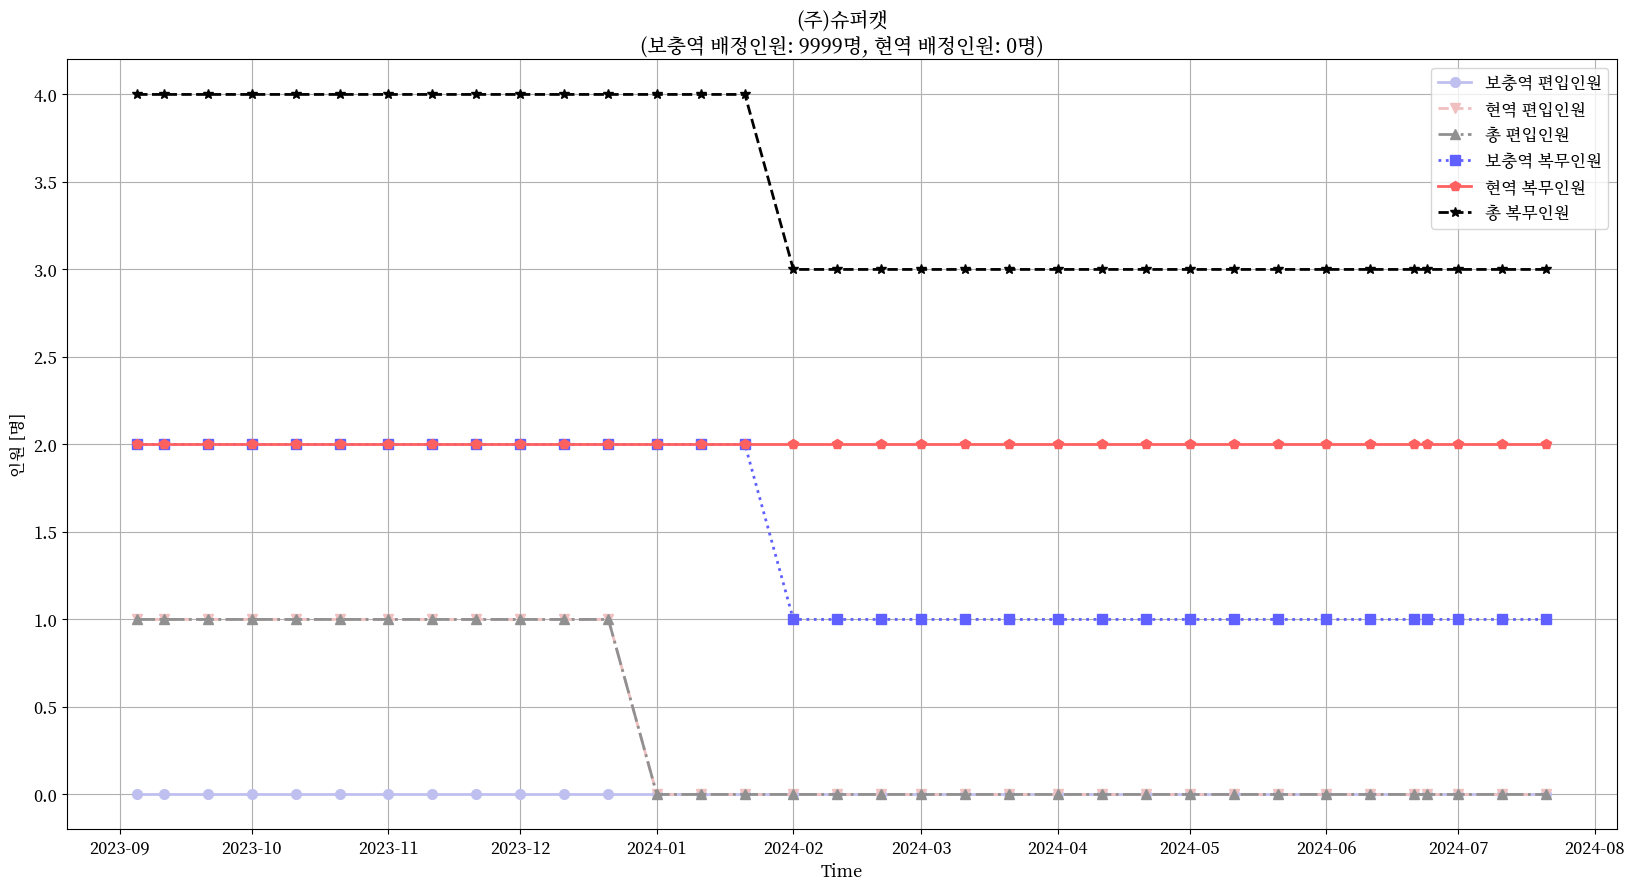 (주)슈퍼캣
(보충역 배정인원: 9999명, 현역 배정인원: 0명)
보충역 편입인원
현역 편입인원
총 편입인원
보충역 복무인원
현역 복무인원
총 복무인원
인원 [명]
4.0
3.5
3.0
2.5
2.0
1.5
1.0
0.5
0.0
2023-09 2023-10 2023-11 2023-12 2024-01 2024-02 2024-03 2024-04 2024-05 2024-06 2024-07 2024-08
Time